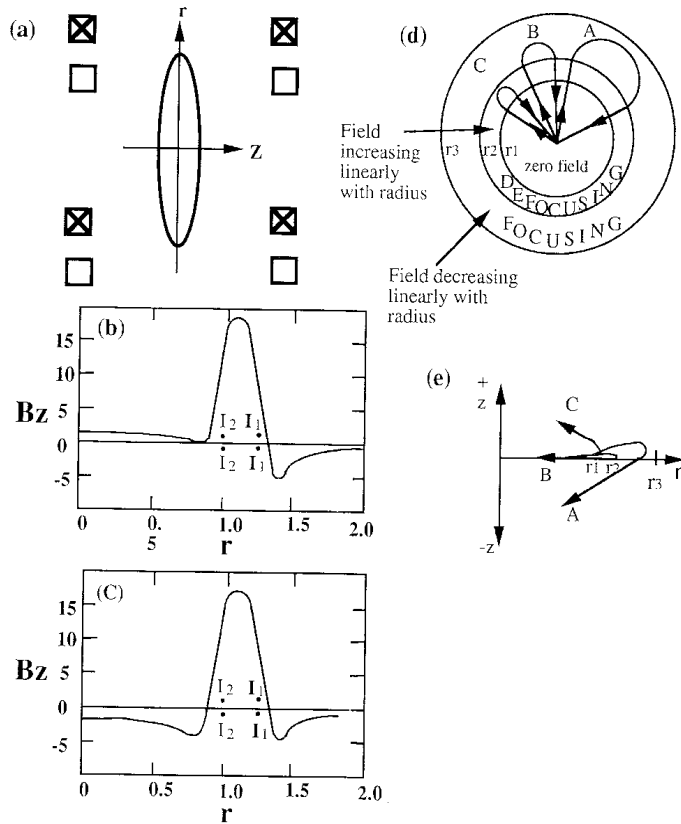 (a)
r
z
(b)
15
10
5
0
-5
Bz
I2 I1
I2 I1
0
0.
5
1.0
1.5
2.0
r
(C)
15
10
5
0
-5
Bz
I2 I1
I2 I1
0
0.5
1.0
1.5
2.0
r
(d)
A
B
C
r3 r2 r1
zero field
DEFOCUSING
FOCUSING
Field
increasing
linearly
with radius
Field decreasing
linearly with
radius
(e)
+
z
C
B
r1 r2
r3
r
A
-z